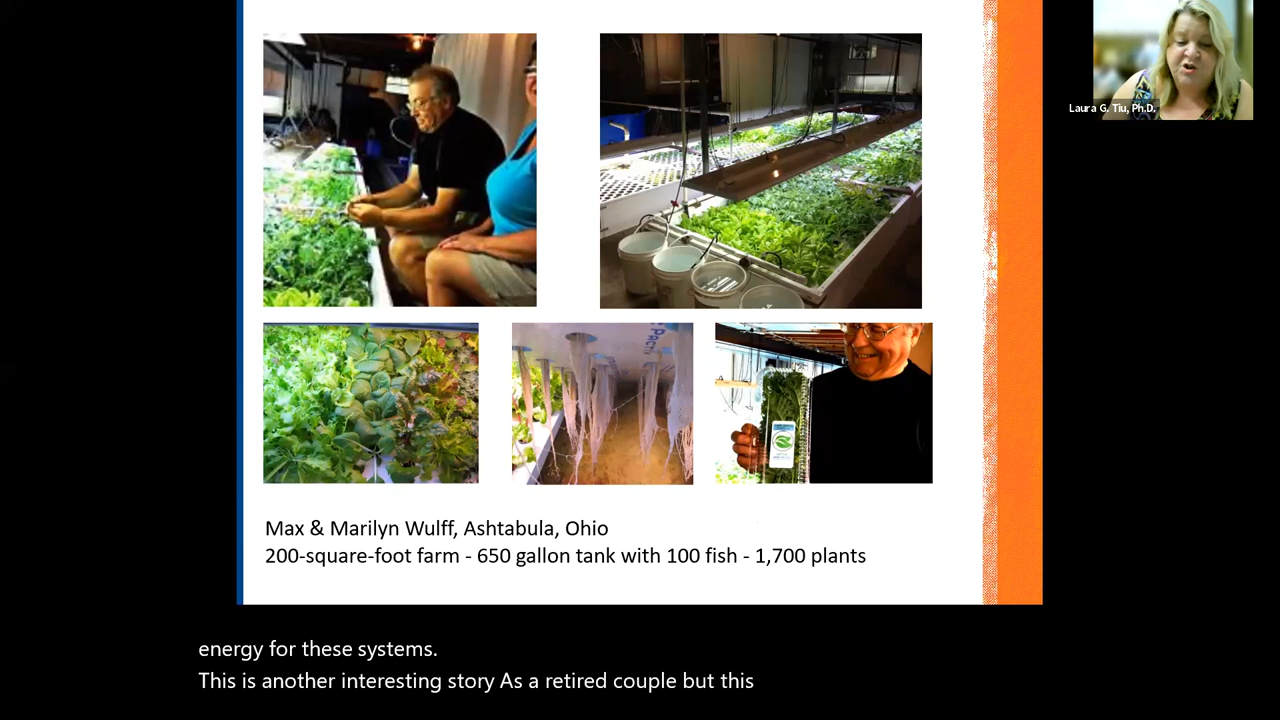 Laura G. Tiu, Ph.D.
Max & Marilyn Wulff, Ashtabula, Ohio
200-square-foot farm - 650 gallon tank with 100 fish - 1,700 plants
energy for these systems.
This is another interesting story As a retired couple but this